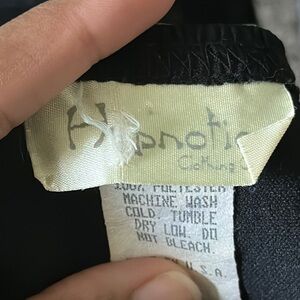 Hypnotic
Clothing
100% POLYESTER
MACHINE WASH
COLD. TUMBLE
DRY LOW. DO
NOT BLEACH.
U.S.A.